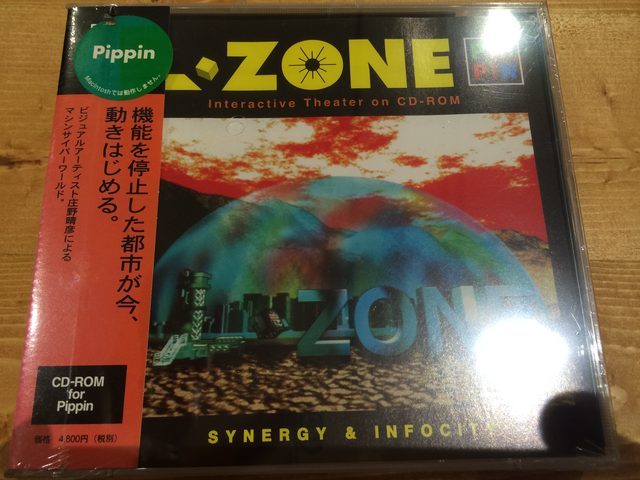 Pippin
Macintoshでは動作しません。
L-ZONE
Interactive Theater on CD-ROM
機能を停止した都市が今、
動きはじめる。
ビジュアルアーティスト庄野晴彦による
マシンサイバーワールド。
ZONE
CD-ROM
for
Pippin
価格 4,800円（税別）
SYNERGY & INFOCITY